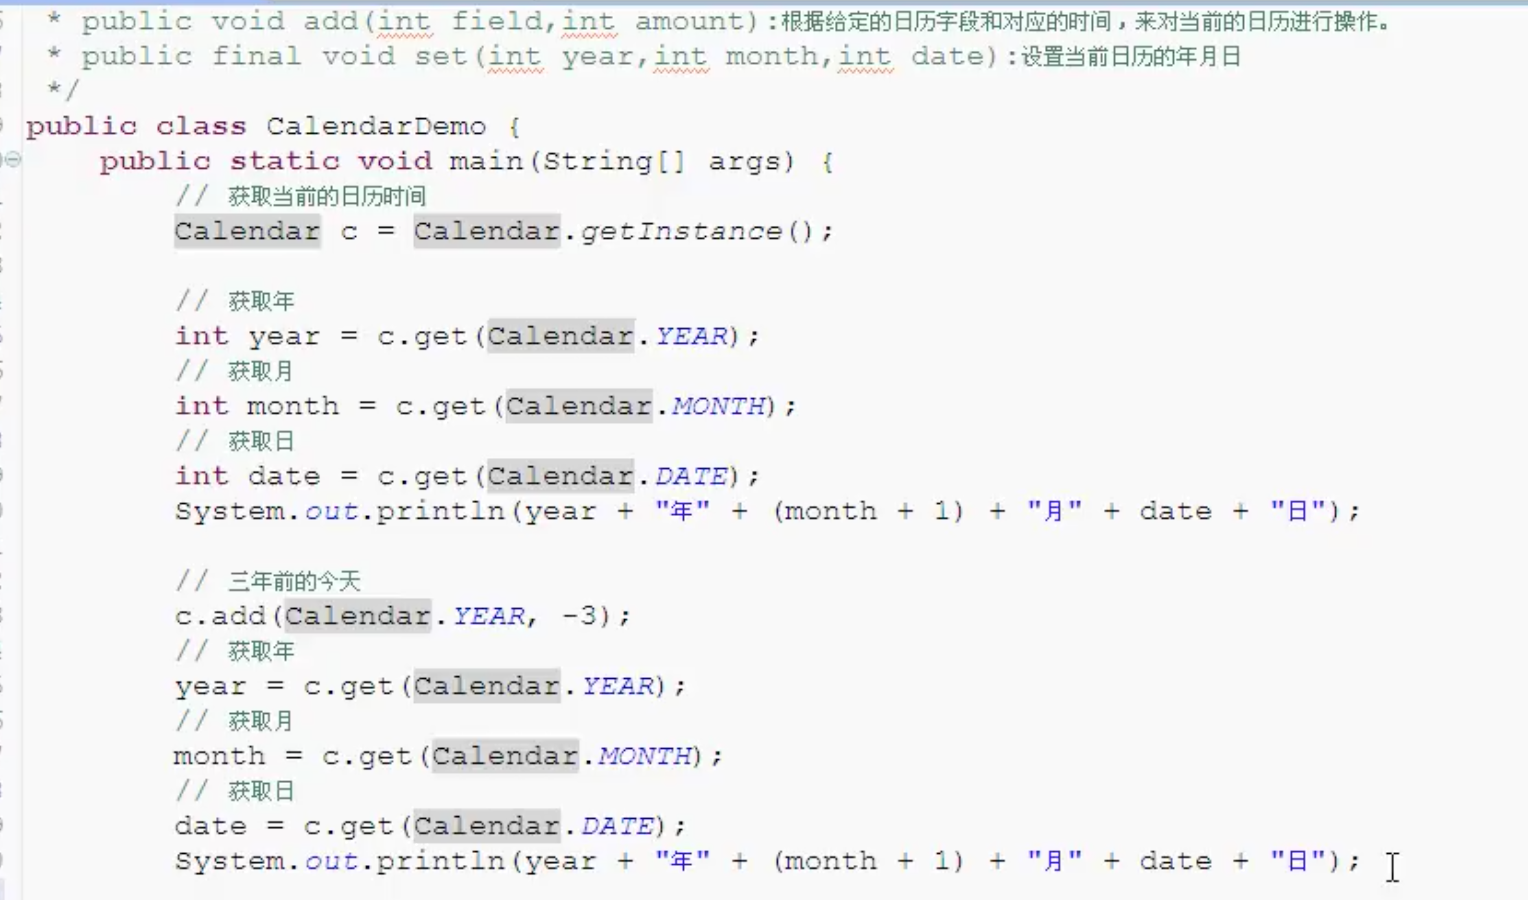 * public void add(int field,int amount):根据给定的日历字段和对应的时间,来对当前的日历进行操作。
* public final void set(int year,int month,int date):设置当前日历的年月日
*/
public class CalendarDemo {
public static void main(String[] args) {
// 获取当前的日历时间
Calendar c = Calendar.getInstance();
// 获取年
int year = c.get(Calendar.YEAR);
// 获取月
int month = c.get(Calendar.MONTH);
// 获取日
int date = c.get(Calendar.DATE);
System.out.println(year + "年" + (month + 1) + "月" + date + "日");
// 三年前的今天
c.add(Calendar.YEAR, -3);
// 获取年
year = c.get(Calendar.YEAR);
// 获取月
month = c.get(Calendar.MONTH);
// 获取日
date = c.get(Calendar.DATE);
System.out.println(year + "年" + (month + 1) + "月" + date + "日");